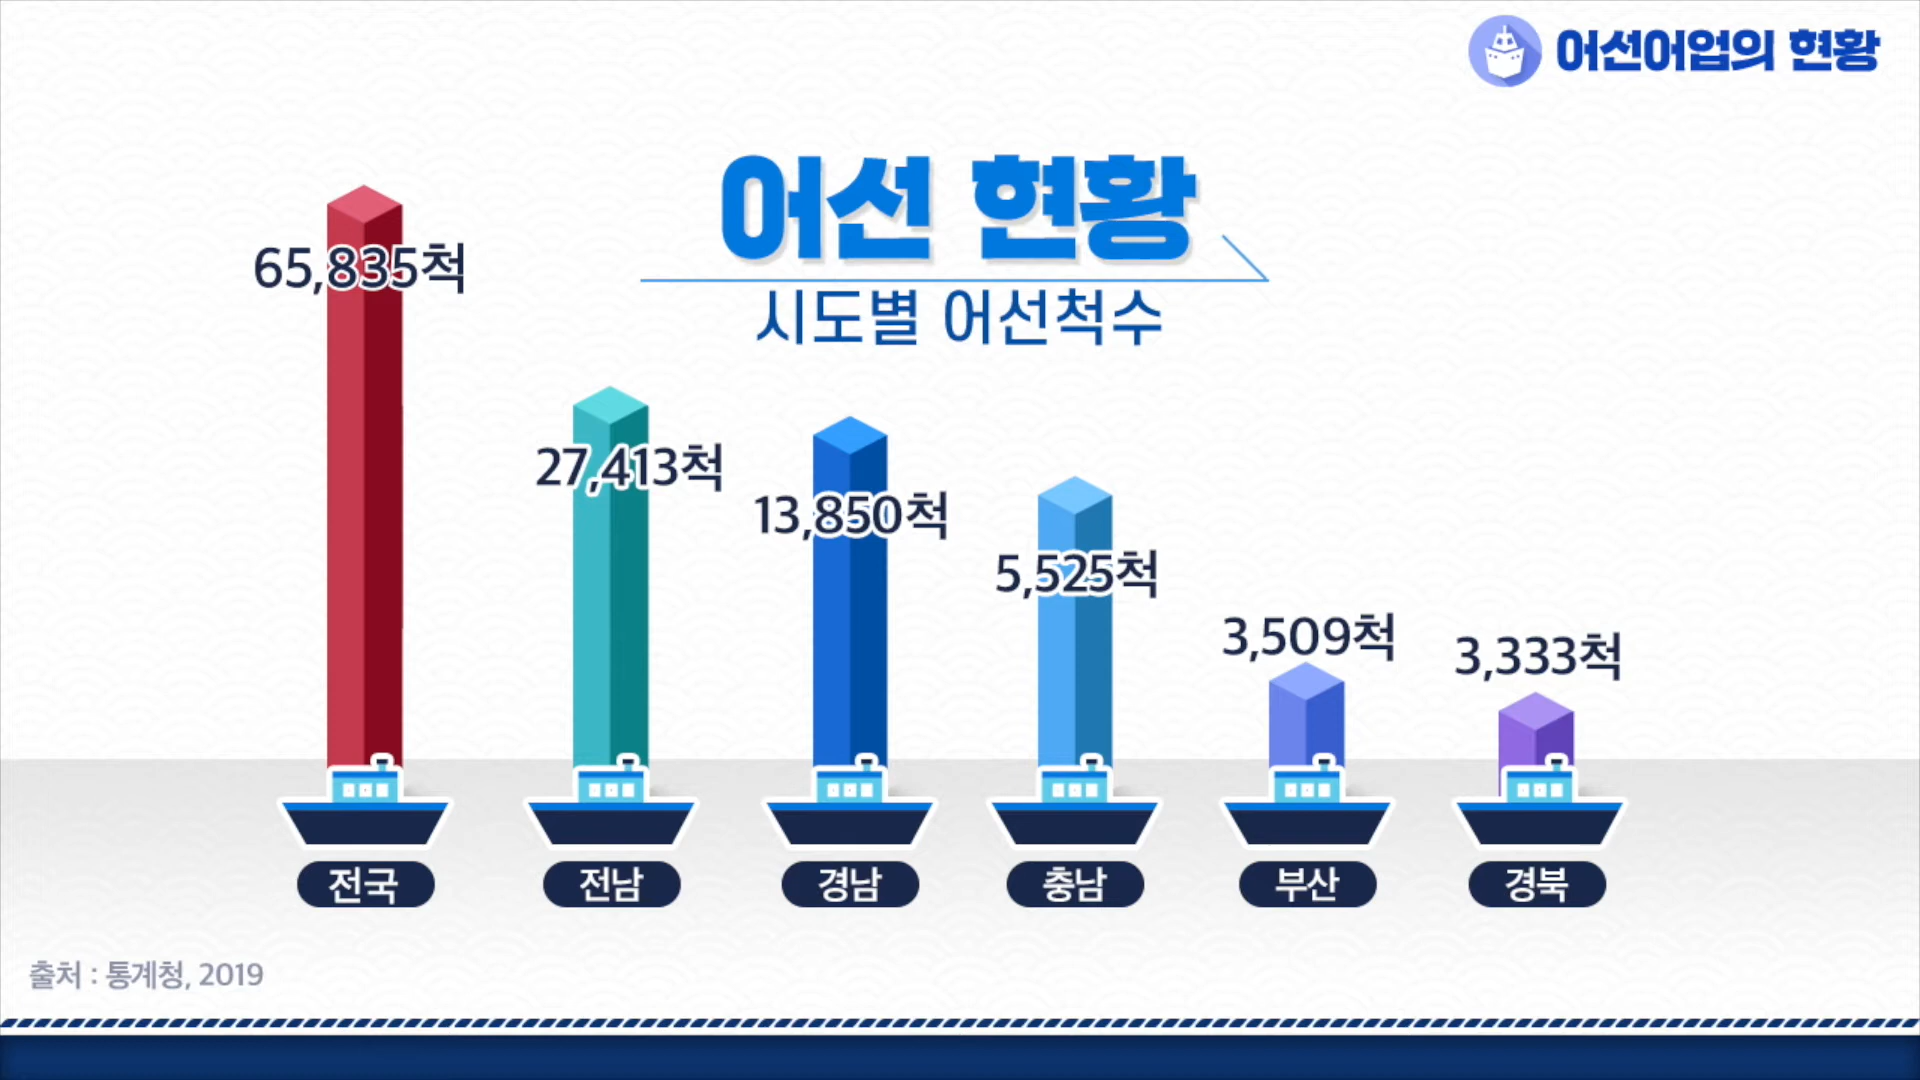 어선어업의 현황
어선 현황
시도별 어선척수
65,835척
27,413척
13,850척
5,525척
3,509척
3,333척
전국
전남
경남
충남
부산
경북
출처 : 통계청, 2019